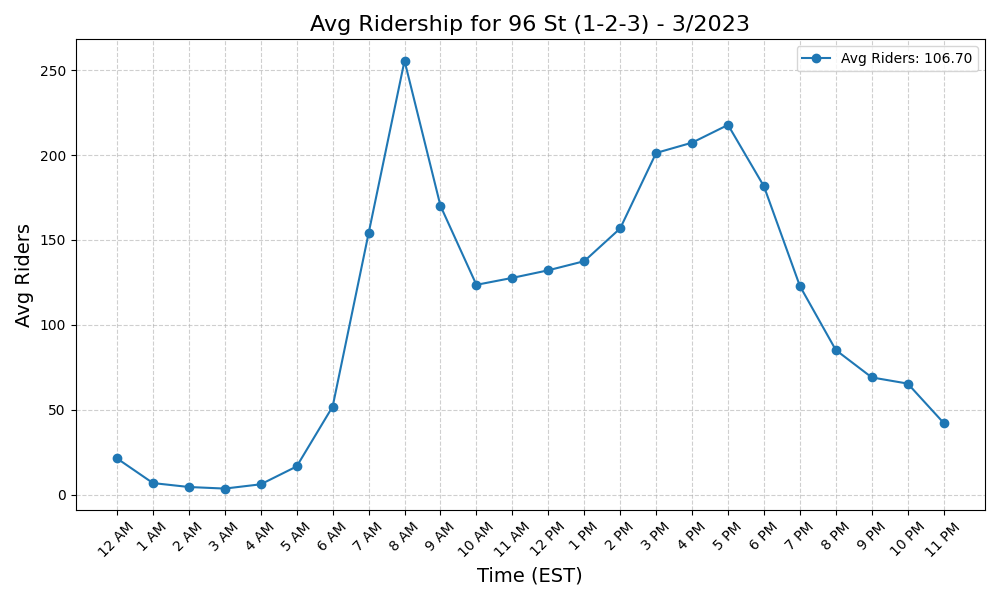 Avg Ridership for 96 St (1-2-3) - 3/2023
Avg Riders: 106.70
Avg Riders
250
200
150
100
50
0
12 AM
1 AM
2 AM
3 AM
4 AM
5 AM
6 AM
7 AM
8 AM
9 AM
10 AM
11 AM
12 PM
1 PM
2 PM
3 PM
4 PM
5 PM
6 PM
7 PM
8 PM
9 PM
10 PM
11 PM
Time (EST)